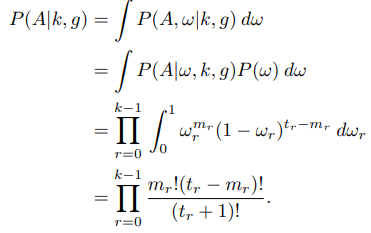 P(A|k, g) = ∫ P(A, ω|k, g) dω
= ∫ P(A|ω, k, g)P(ω) dω
= ∏_{r=0}^{k−1} ∫_0^1 ω_r^{m_r} (1 − ω_r)^{t_r−m_r} dω_r
= ∏_{r=0}^{k−1} \frac{m_r!(t_r − m_r)!}{(t_r + 1)!}.